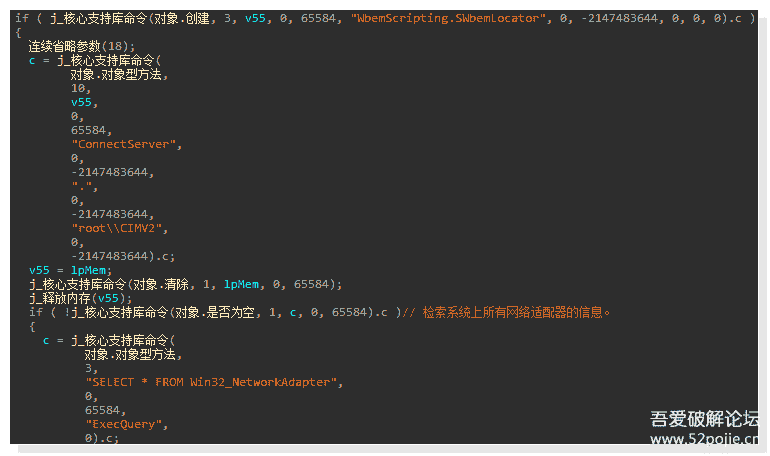 if ( j_核心支持库命令(对象.创建, 3, v55, 0, 65584, "WbemScripting.SWbemLocator", 0, -2147483644, 0, 0, 0).c )
{
连续省略参数(18);
c = j_核心支持库命令(
对象.对象型方法,
10,
v55,
0,
65584,
"ConnectServer",
0,
-2147483644,
".",
0,
-2147483644,
"root\\CIMV2",
0,
-2147483644).c;
v55 = lpMem;
j_核心支持库命令(对象.清除, 1, lpMem, 0, 65584);
j_释放内存(v55);
if ( !j_核心支持库命令(对象.是否为空, 1, c, 0, 65584).c )// 检索系统上所有网络适配器的信息。
{
c = j_核心支持库命令(
对象.对象型方法,
3,
"SELECT * FROM Win32_NetworkAdapter",
0,
65584,
"ExecQuery",
0).c;
吾爱破解论坛
www.52pojie.cn